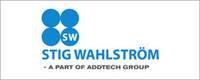 SW
STIG WAHLSTRÖM
- A PART OF ADDTECH GROUP